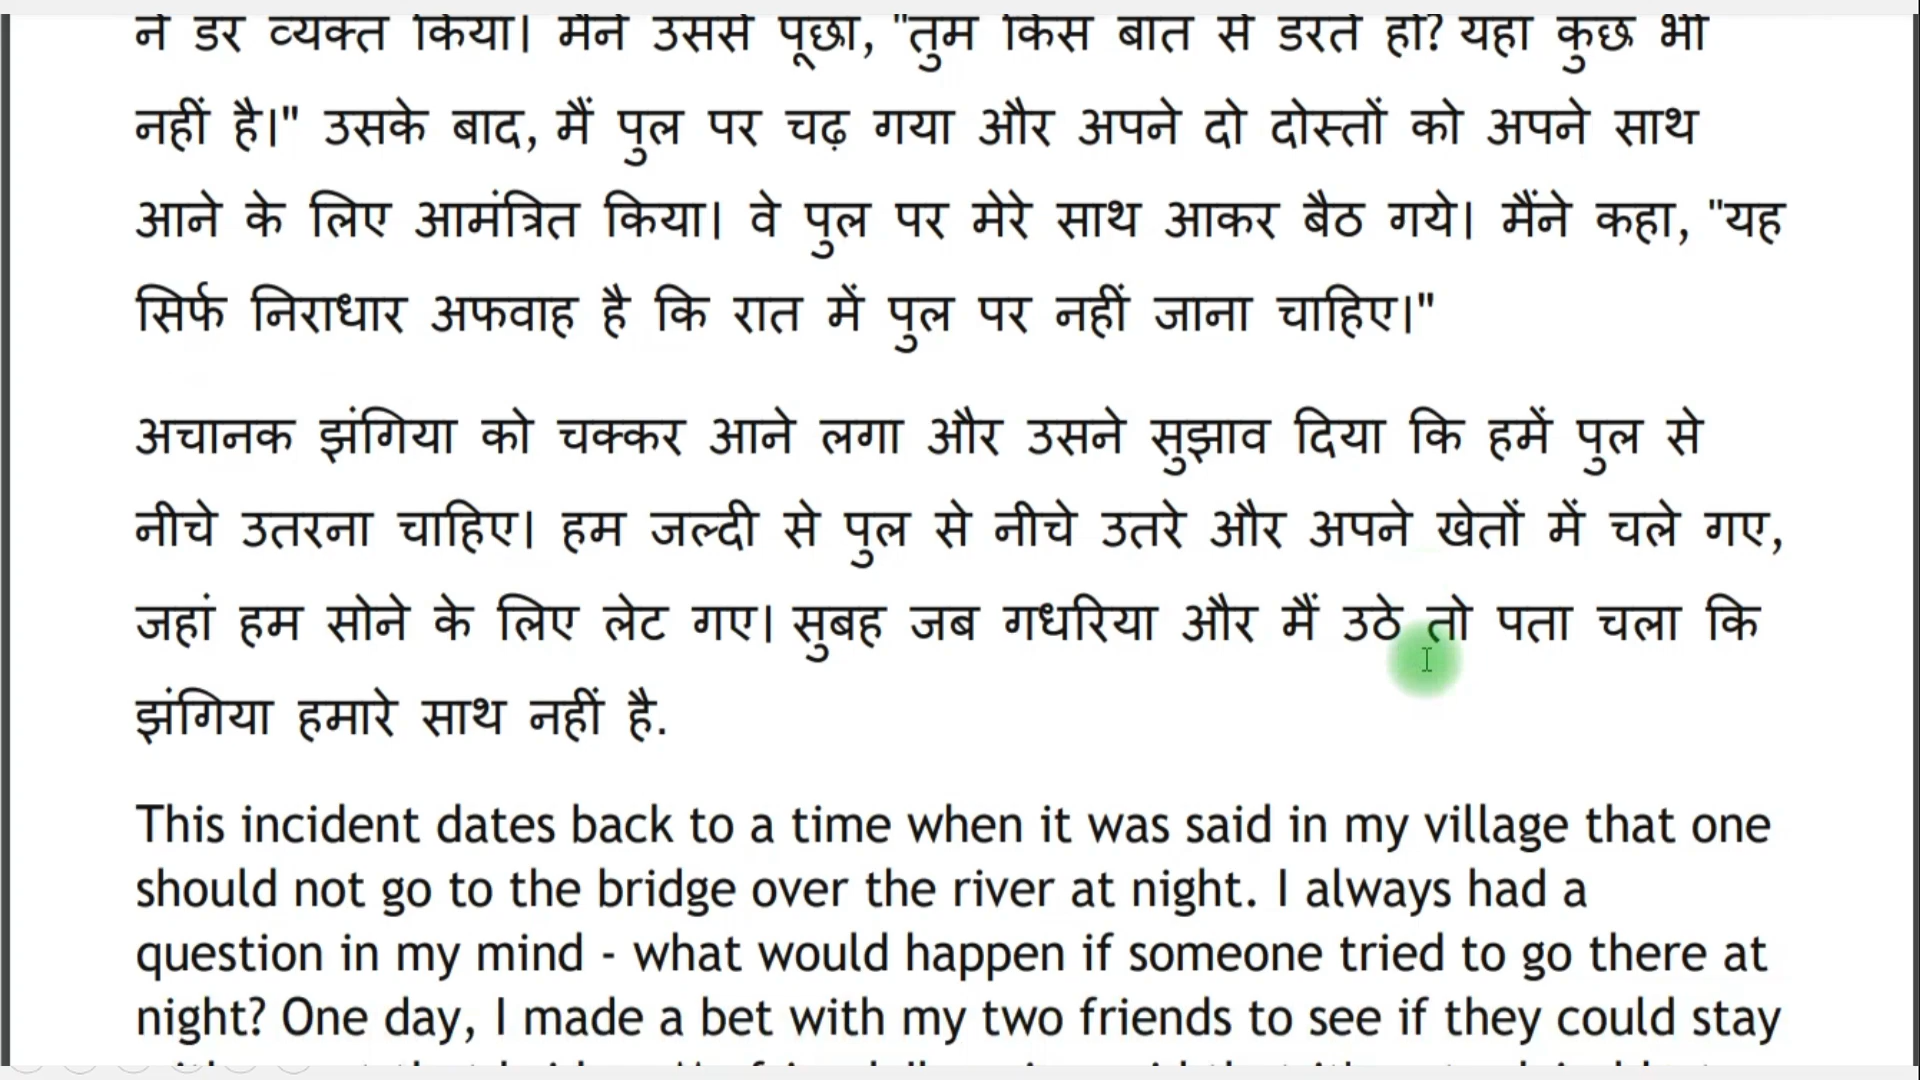 ने डर व्यक्त किया। मैंने उससे पूछा, "तुम किस बात से डरते हो? यहां कुछ भी
नहीं है।" उसके बाद, मैं पुल पर चढ़ गया और अपने दो दोस्तों को अपने साथ
आने के लिए आमंत्रित किया। वे पुल पर मेरे साथ आकर बैठ गये। मैंने कहा, "यह
सिर्फ निराधार अफवाह है कि रात में पुल पर नहीं जाना चाहिए।"
अचानक झंगिया को चक्कर आने लगा और उसने सुझाव दिया कि हमें पुल से
नीचे उतरना चाहिए। हम जल्दी से पुल से नीचे उतरे और अपने खेतों में चले गए,
जहां हम सोने के लिए लेट गए। सुबह जब गधरिया और मैं उठे तो पता चला कि
झंगिया हमारे साथ नहीं है.
This incident dates back to a time when it was said in my village that one
should not go to the bridge over the river at night. I always had a
question in my mind - what would happen if someone tried to go there at
night? One day, I made a bet with my two friends to see if they could stay